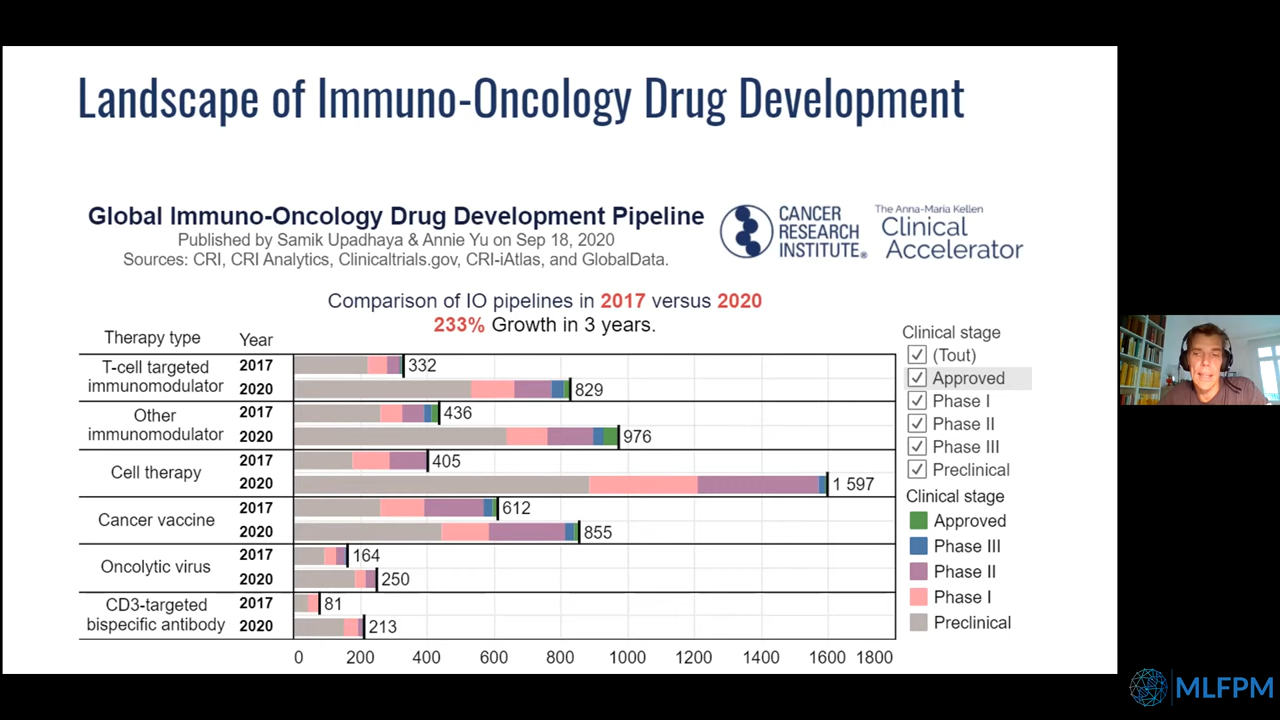 Landscape of Immuno-Oncology Drug Development
Global Immuno-Oncology Drug Development Pipeline
Published by Samik Upadhaya & Annie Yu on Sep 18, 2020
Sources: CRI, CRI Analytics, Clinicaltrials.gov, CRI-iAtlas, and GlobalData.
CANCER
RESEARCH
INSTITUTE®
The Anna-Maria Kellen
Clinical
Accelerator
Comparison of IO pipelines in 2017 versus 2020
233% Growth in 3 years.
Therapy type
Year
T-cell targeted
immunomodulator
2017
332
2020
829
Other
immunomodulator
2017
436
2020
976
Cell therapy
2017
405
2020
1 597
Cancer vaccine
2017
612
2020
855
Oncolytic virus
2017
164
2020
250
CD3-targeted
bispecific antibody
2017
81
2020
213
0 200 400 600 800 1000 1200 1400 1600 1800
Clinical stage
(Tout)
Approved
Phase I
Phase II
Phase III
Preclinical
Clinical stage
Approved
Phase III
Phase II
Phase I
Preclinical
MLFPM